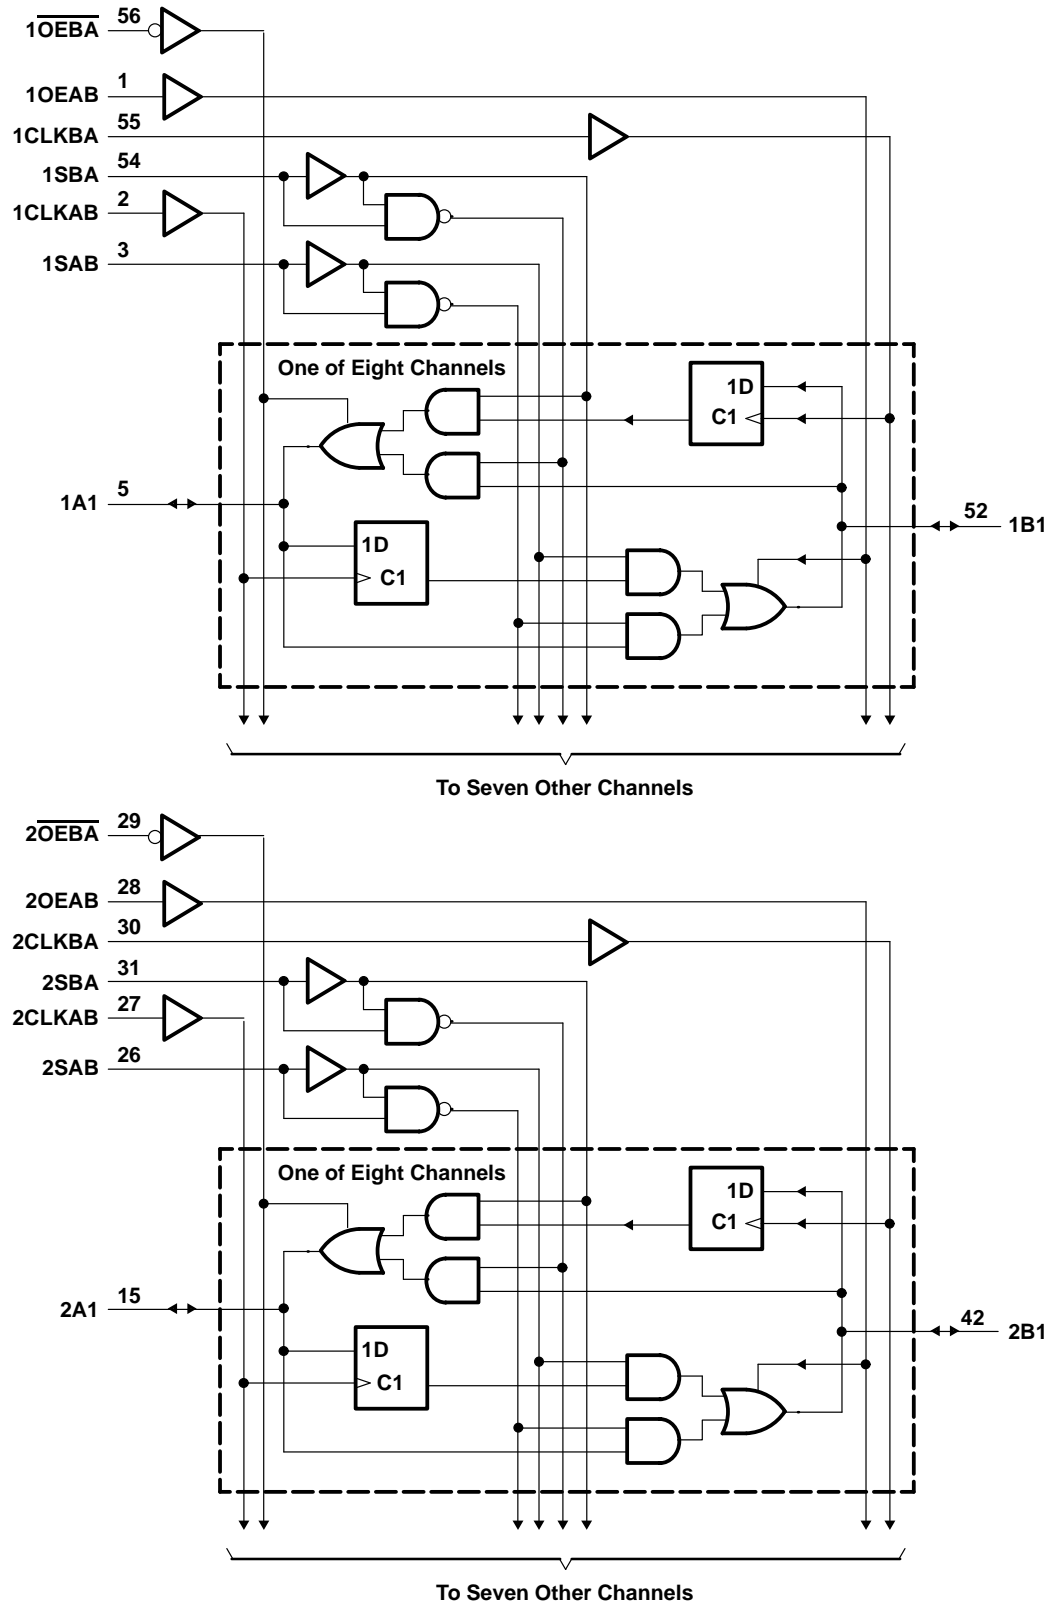 1O̅E̅B̅A̅ 56
1OEAB 1
1CLKBA 55
1SBA 54
1CLKAB 2
1SAB 3
One of Eight Channels
1D
C1
1A1 5
1D
C1
52 1B1
To Seven Other Channels
2O̅E̅B̅A̅ 29
2OEAB 28
2CLKBA 30
2SBA 31
2CLKAB 27
2SAB 26
One of Eight Channels
1D
C1
2A1 15
1D
C1
42 2B1
To Seven Other Channels